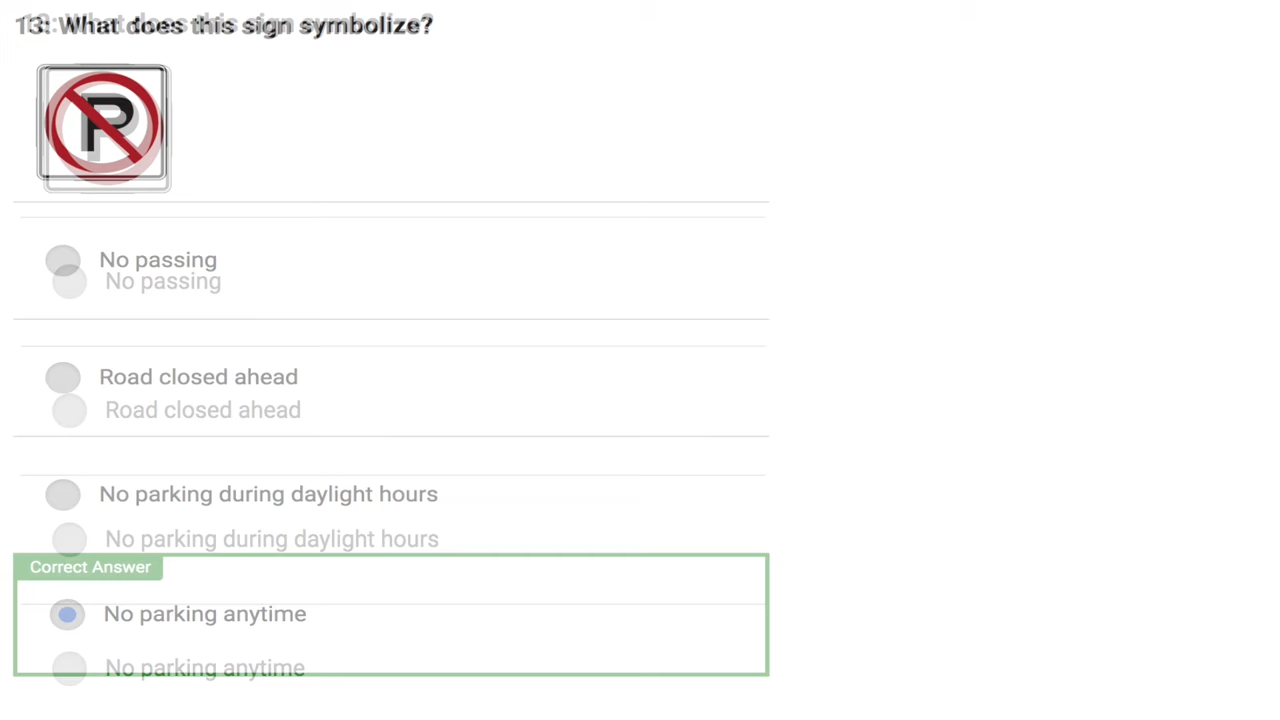 13: What does this sign symbolize?
P
No passing
No passing
Road closed ahead
Road closed ahead
No parking during daylight hours
No parking during daylight hours
Correct Answer
No parking anytime
No parking anytime